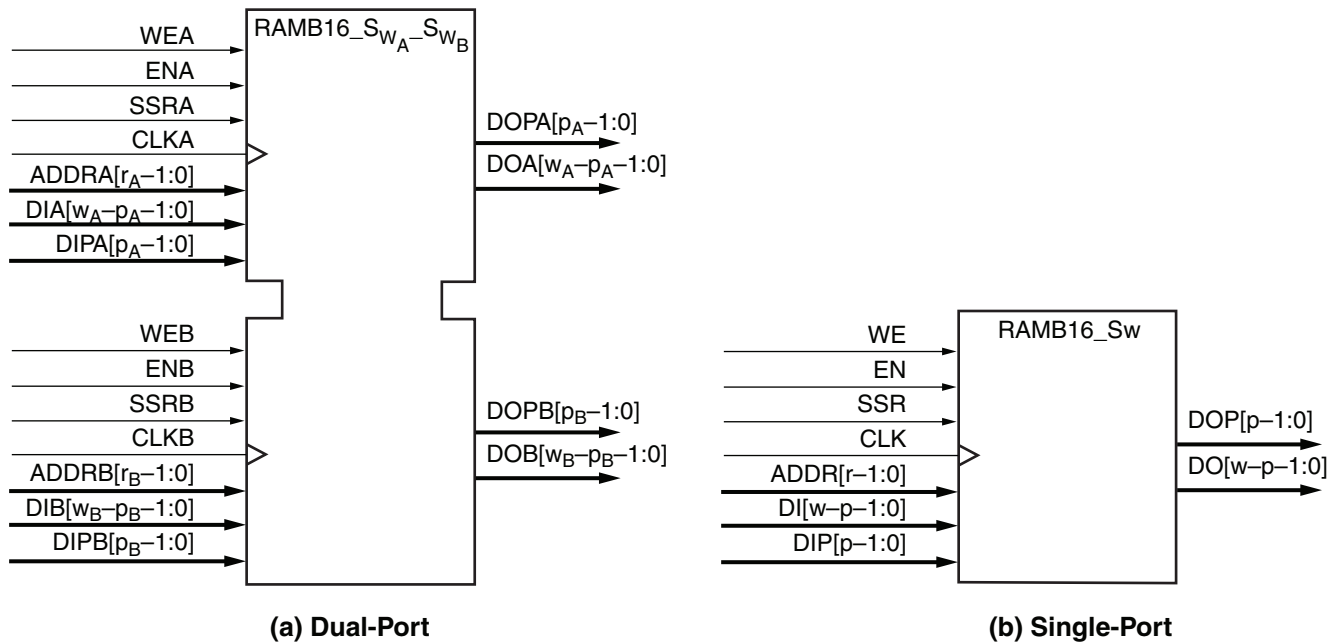 RAMB16_SWA_SWB
WEA
ENA
SSRA
CLKA
ADDRA[rA–1:0]
DIA[wA–pA–1:0]
DIPA[pA–1:0]
DOPA[pA–1:0]
DOA[wA–pA–1:0]
WEB
ENB
SSRB
CLKB
ADDRB[rB–1:0]
DIB[wB–pB–1:0]
DIPB[pB–1:0]
DOPB[pB–1:0]
DOB[wB–pB–1:0]
(a) Dual-Port
RAMB16_Sw
WE
EN
SSR
CLK
ADDR[r–1:0]
DI[w–p–1:0]
DIP[p–1:0]
DOP[p–1:0]
DO[w–p–1:0]
(b) Single-Port